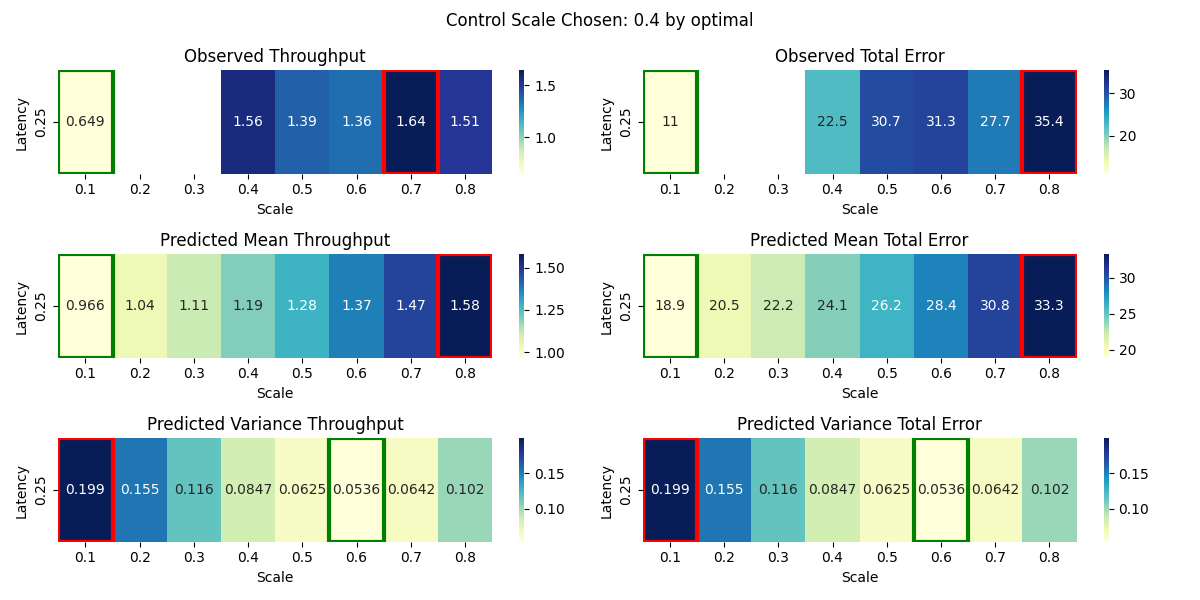 Control Scale Chosen: 0.4 by optimal
Observed Throughput
Latency
0.25
0.649 1.56 1.39 1.36 1.64 1.51
0.1 0.2 0.3 0.4 0.5 0.6 0.7 0.8
Scale
1.5
1.0
Observed Total Error
Latency
0.25
11 22.5 30.7 31.3 27.7 35.4
0.1 0.2 0.3 0.4 0.5 0.6 0.7 0.8
Scale
30
20
Predicted Mean Throughput
Latency
0.25
0.966 1.04 1.11 1.19 1.28 1.37 1.47 1.58
0.1 0.2 0.3 0.4 0.5 0.6 0.7 0.8
Scale
1.50
1.25
1.00
Predicted Mean Total Error
Latency
0.25
18.9 20.5 22.2 24.1 26.2 28.4 30.8 33.3
0.1 0.2 0.3 0.4 0.5 0.6 0.7 0.8
Scale
30
25
20
Predicted Variance Throughput
Latency
0.25
0.199 0.155 0.116 0.0847 0.0625 0.0536 0.0642 0.102
0.1 0.2 0.3 0.4 0.5 0.6 0.7 0.8
Scale
0.15
0.10
Predicted Variance Total Error
Latency
0.25
0.199 0.155 0.116 0.0847 0.0625 0.0536 0.0642 0.102
0.1 0.2 0.3 0.4 0.5 0.6 0.7 0.8
Scale
0.15
0.10